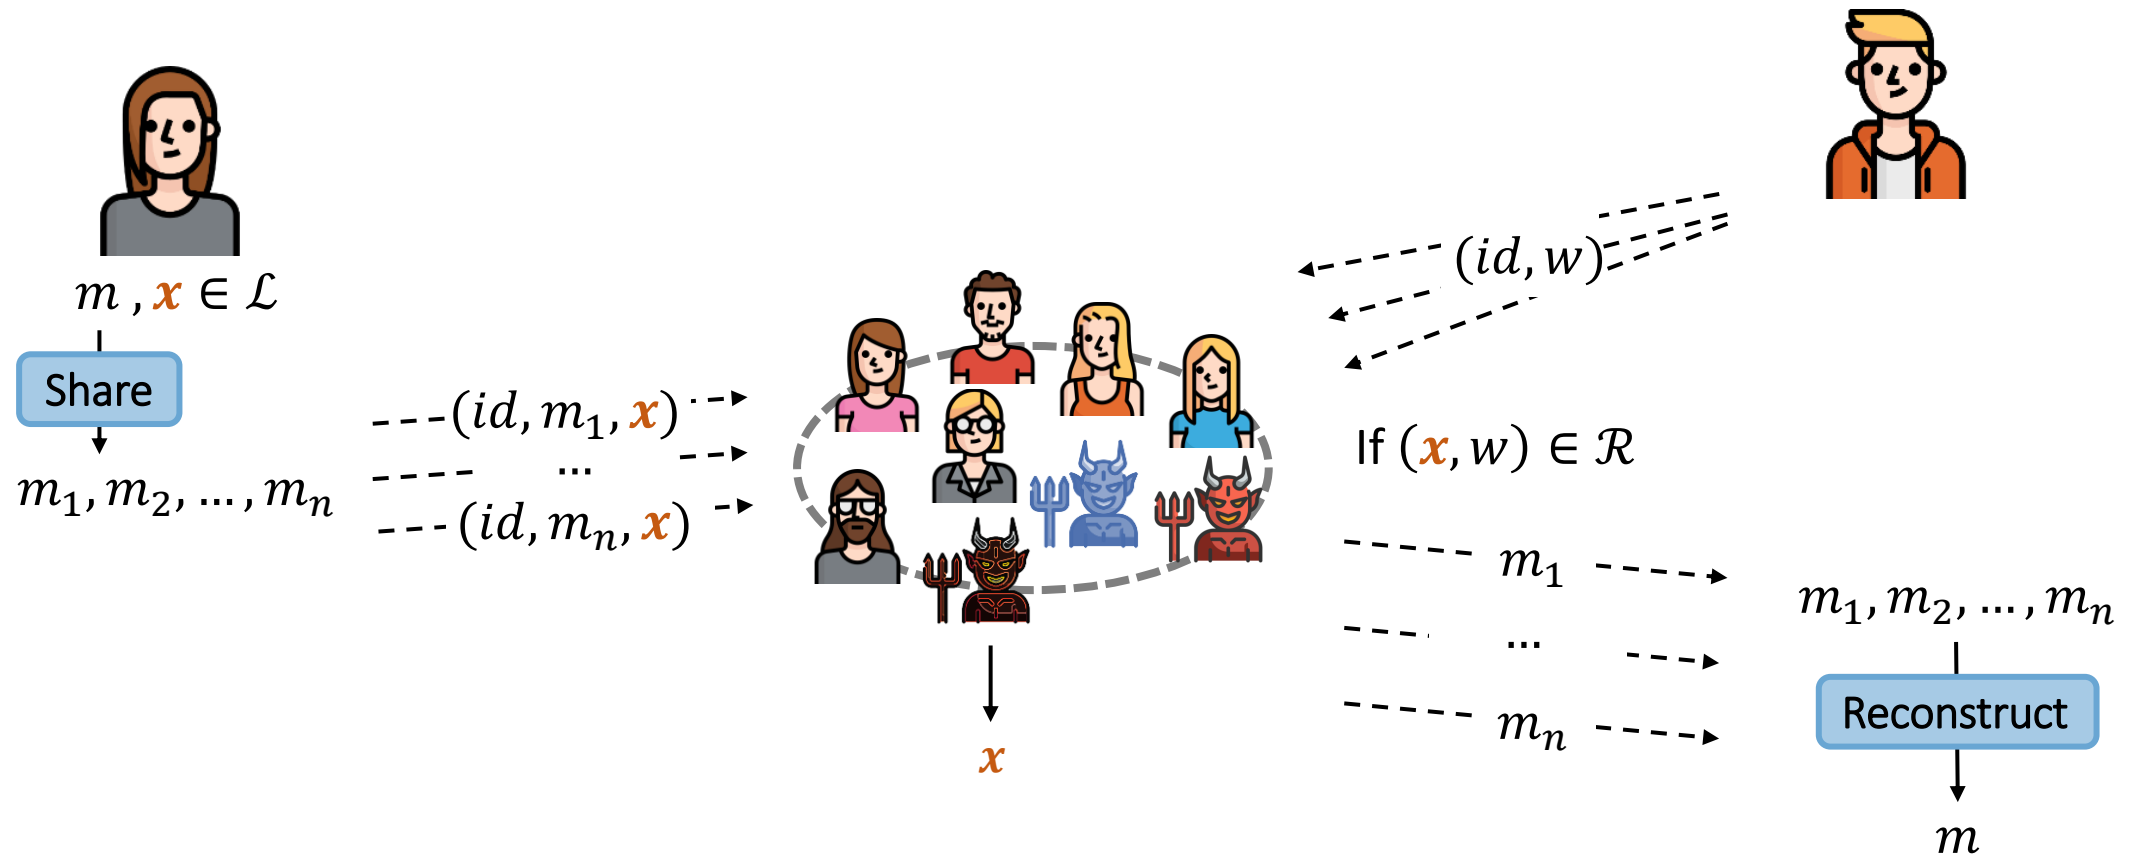 m , x ∈ ℒ
Share
m₁, m₂, … , mₙ
(id, m₁, x)
…
(id, mₙ, x)
x
(id, w)
If (x, w) ∈ ℛ
m₁
…
mₙ
m₁, m₂, … , mₙ
Reconstruct
m